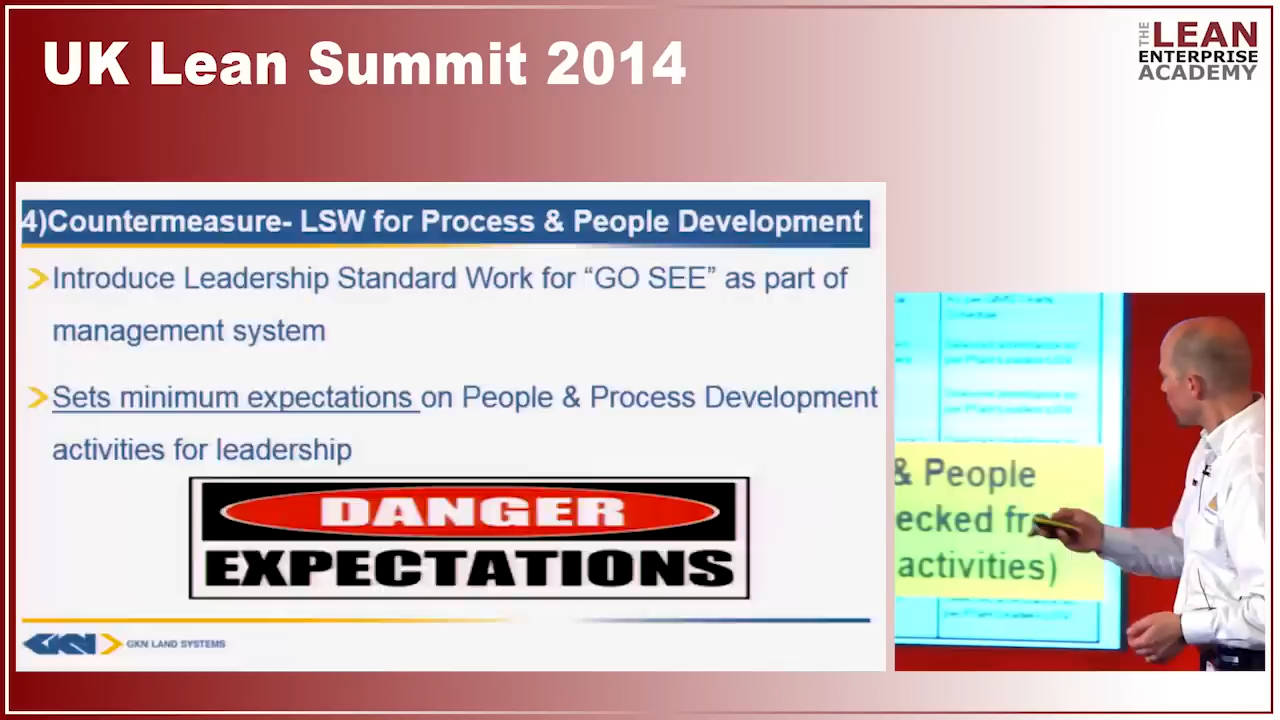 UK Lean Summit 2014
THE LEAN
ENTERPRISE
ACADEMY
4)Countermeasure- LSW for Process & People Development
Introduce Leadership Standard Work for “GO SEE” as part of
management system
Sets minimum expectations on People & Process Development
activities for leadership
DANGER
EXPECTATIONS
GKN GKN LAND SYSTEMS
& People
ecked fr
activities)